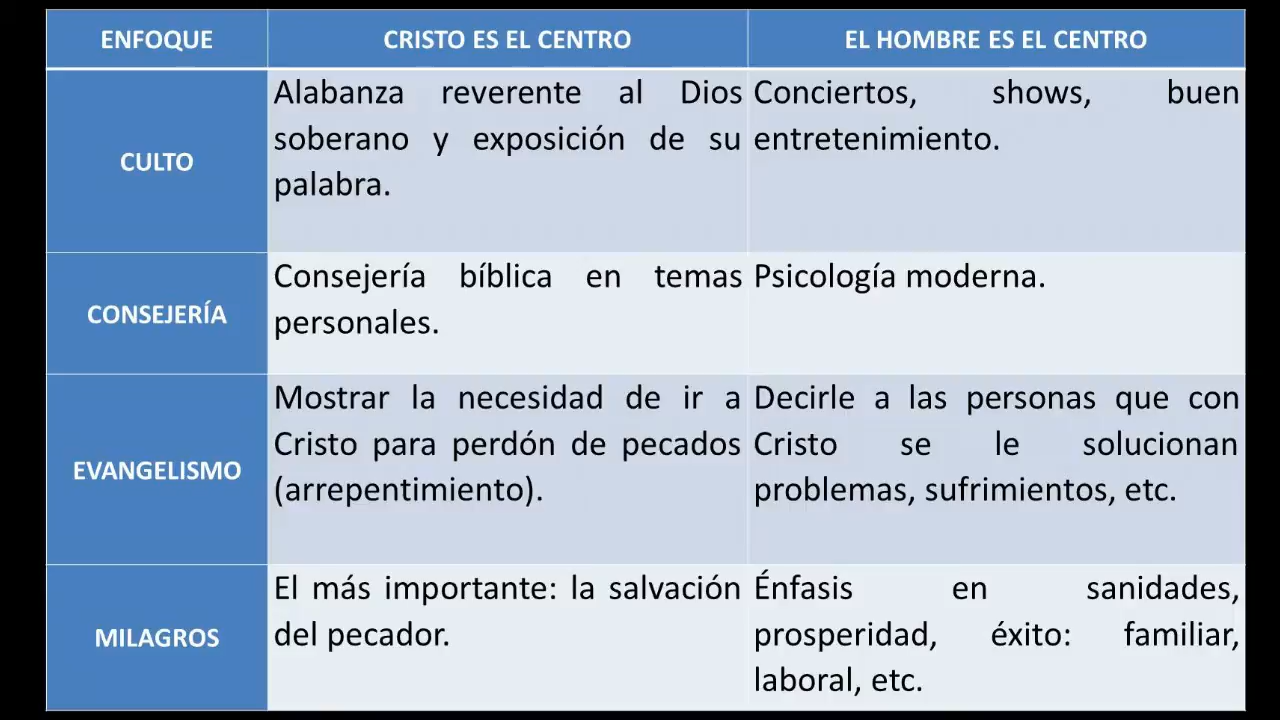 ENFOQUE
CRISTO ES EL CENTRO
EL HOMBRE ES EL CENTRO
CULTO
Alabanza reverente al Dios
soberano y exposición de su
palabra.
Conciertos, shows, buen
entretenimiento.
CONSEJERÍA
Consejería bíblica en temas
personales.
Psicología moderna.
EVANGELISMO
Mostrar la necesidad de ir a
Cristo para perdón de pecados
(arrepentimiento).
Decirle a las personas que con
Cristo se le solucionan
problemas, sufrimientos, etc.
MILAGROS
El más importante: la salvación
del pecador.
Énfasis en sanidades,
prosperidad, éxito: familiar,
laboral, etc.